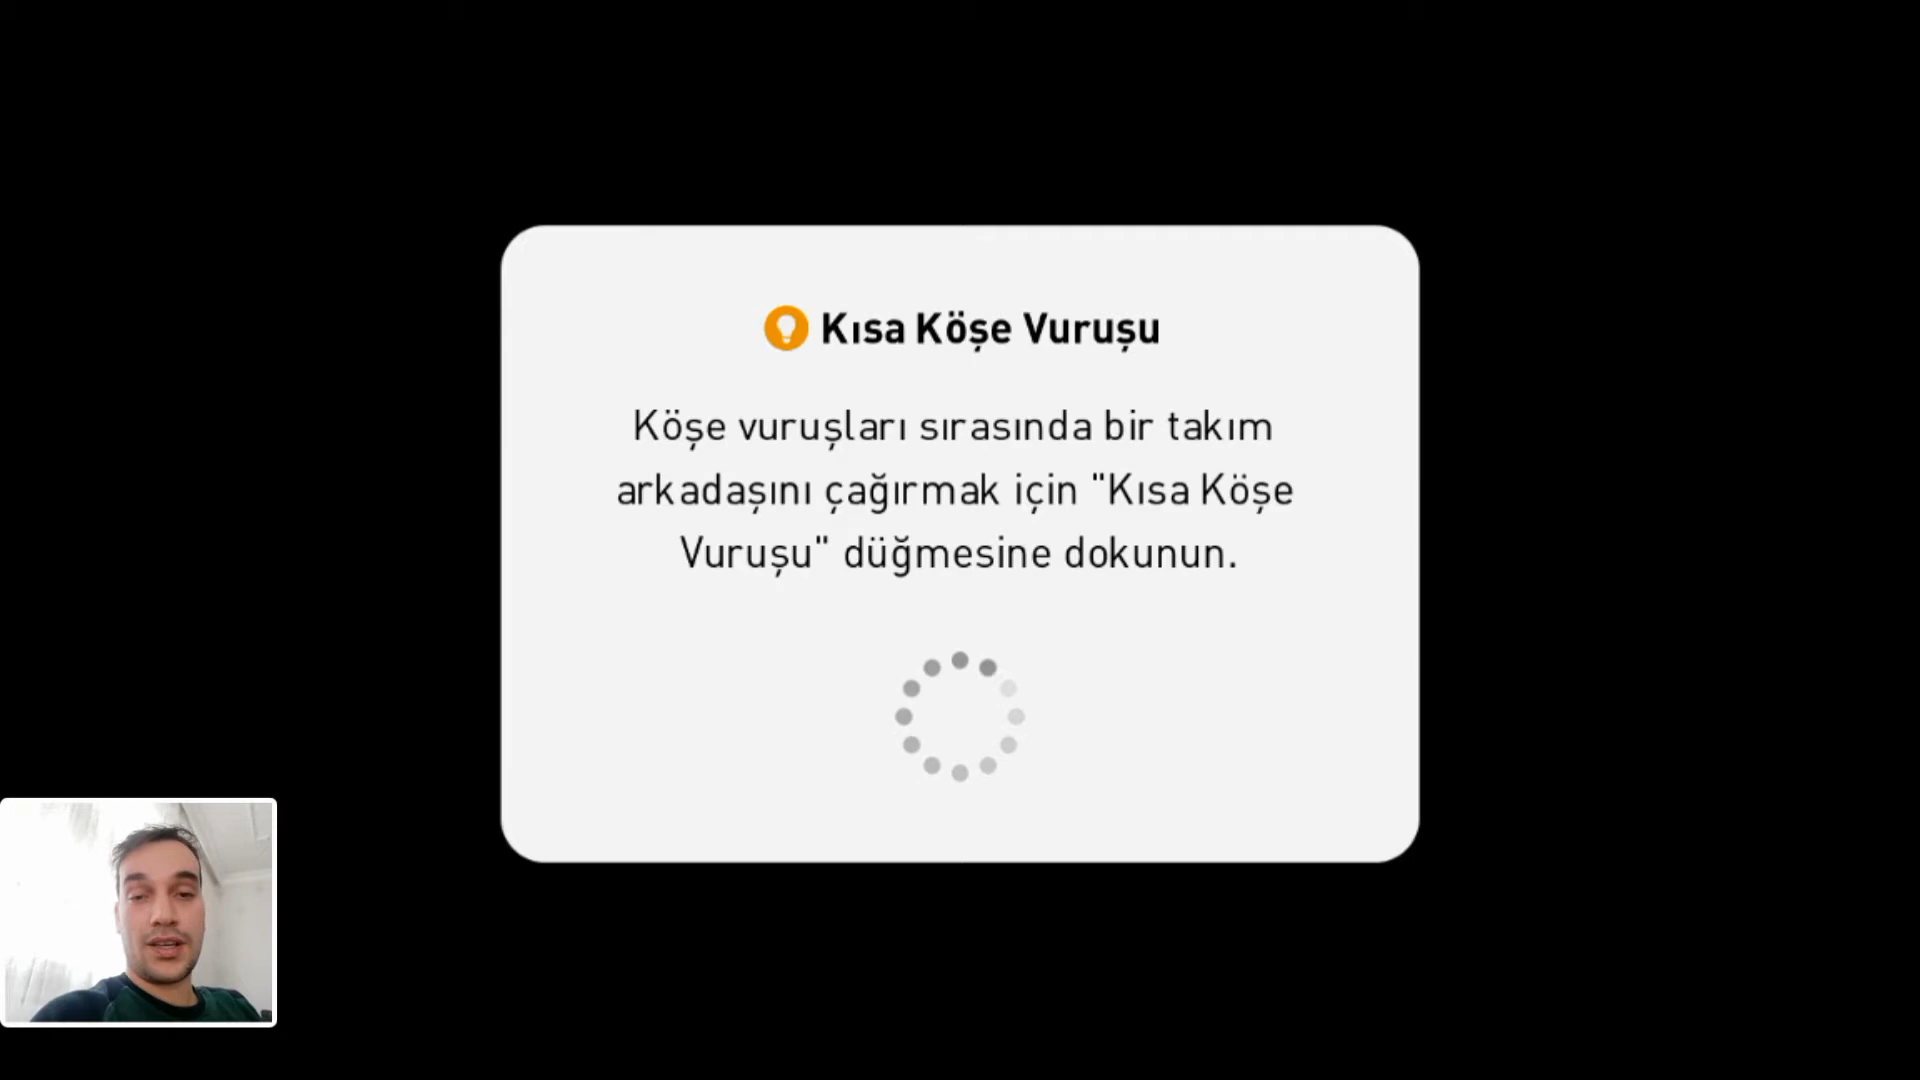 Kısa Köşe Vuruşu
Köşe vuruşları sırasında bir takım
arkadaşını çağırmak için "Kısa Köşe
Vuruşu" düğmesine dokunun.